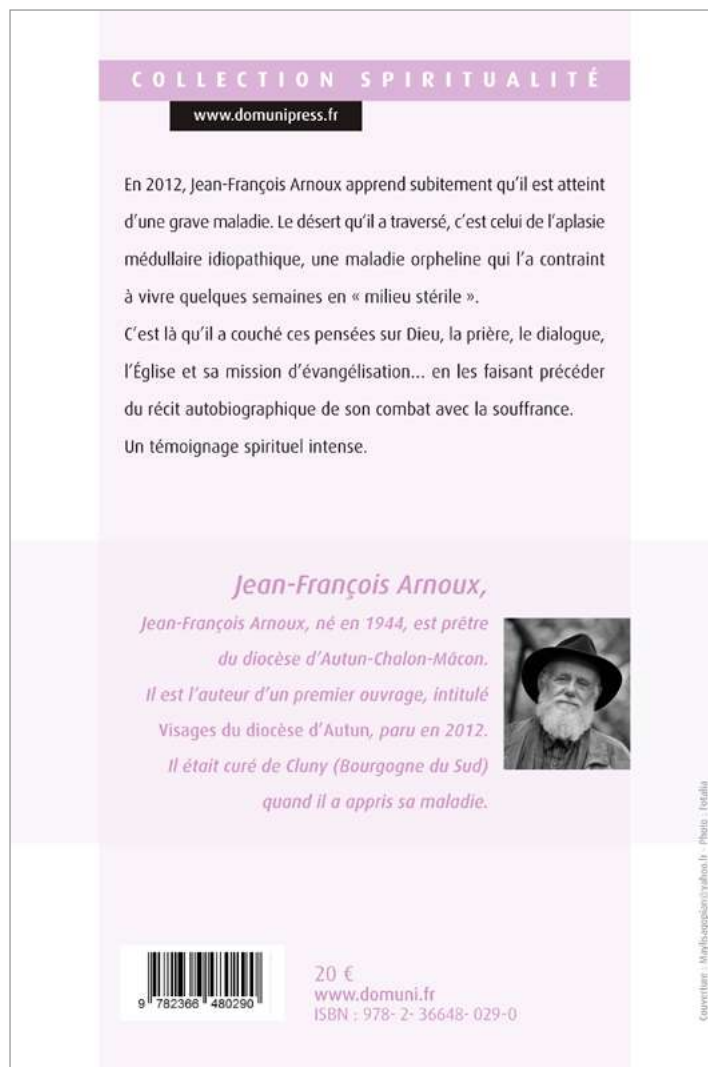 COLLECTION SPIRITUALITÉ
www.domunipress.fr
En 2012, Jean-François Arnoux apprend subitement qu'il est atteint
d'une grave maladie. Le désert qu'il a traversé, c'est celui de l'aplasie
médullaire idiopathique, une maladie orpheline qui l'a contraint
à vivre quelques semaines en « milieu stérile ».
C'est là qu'il a couché ces pensées sur Dieu, la prière, le dialogue,
l'Église et sa mission d'évangélisation... en les faisant précéder
du récit autobiographique de son combat avec la souffrance.
Un témoignage spirituel intense.
Jean-François Arnoux,
Jean-François Arnoux, né en 1944, est prêtre
du diocèse d'Autun-Chalon-Mâcon.
Il est l'auteur d'un premier ouvrage, intitulé
Visages du diocèse d'Autun, paru en 2012.
Il était curé de Cluny (Bourgogne du Sud)
quand il a appris sa maladie.
9 782366 480290
20 €
www.domuni.fr
ISBN : 978- 2- 36648- 029-0
Couverture : - Photo : Fotalia